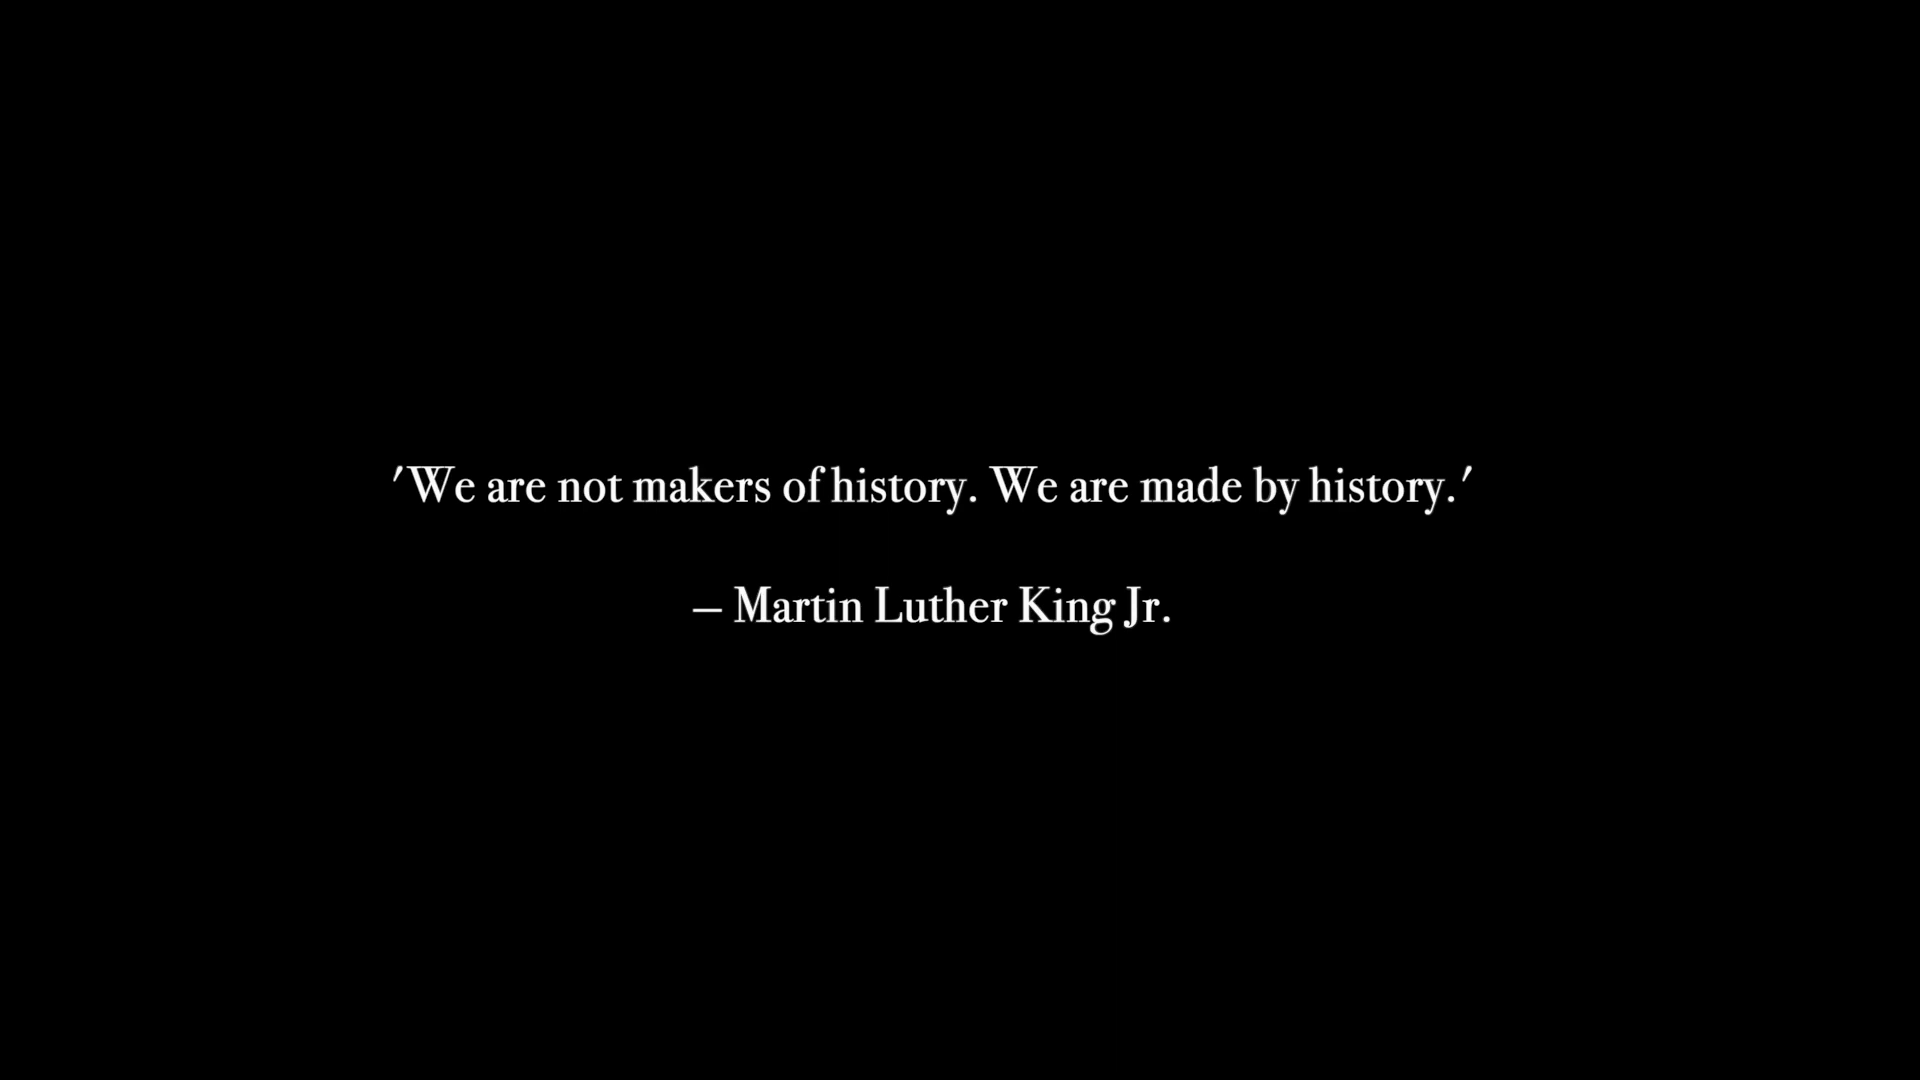 'We are not makers of history. We are made by history.'
– Martin Luther King Jr.